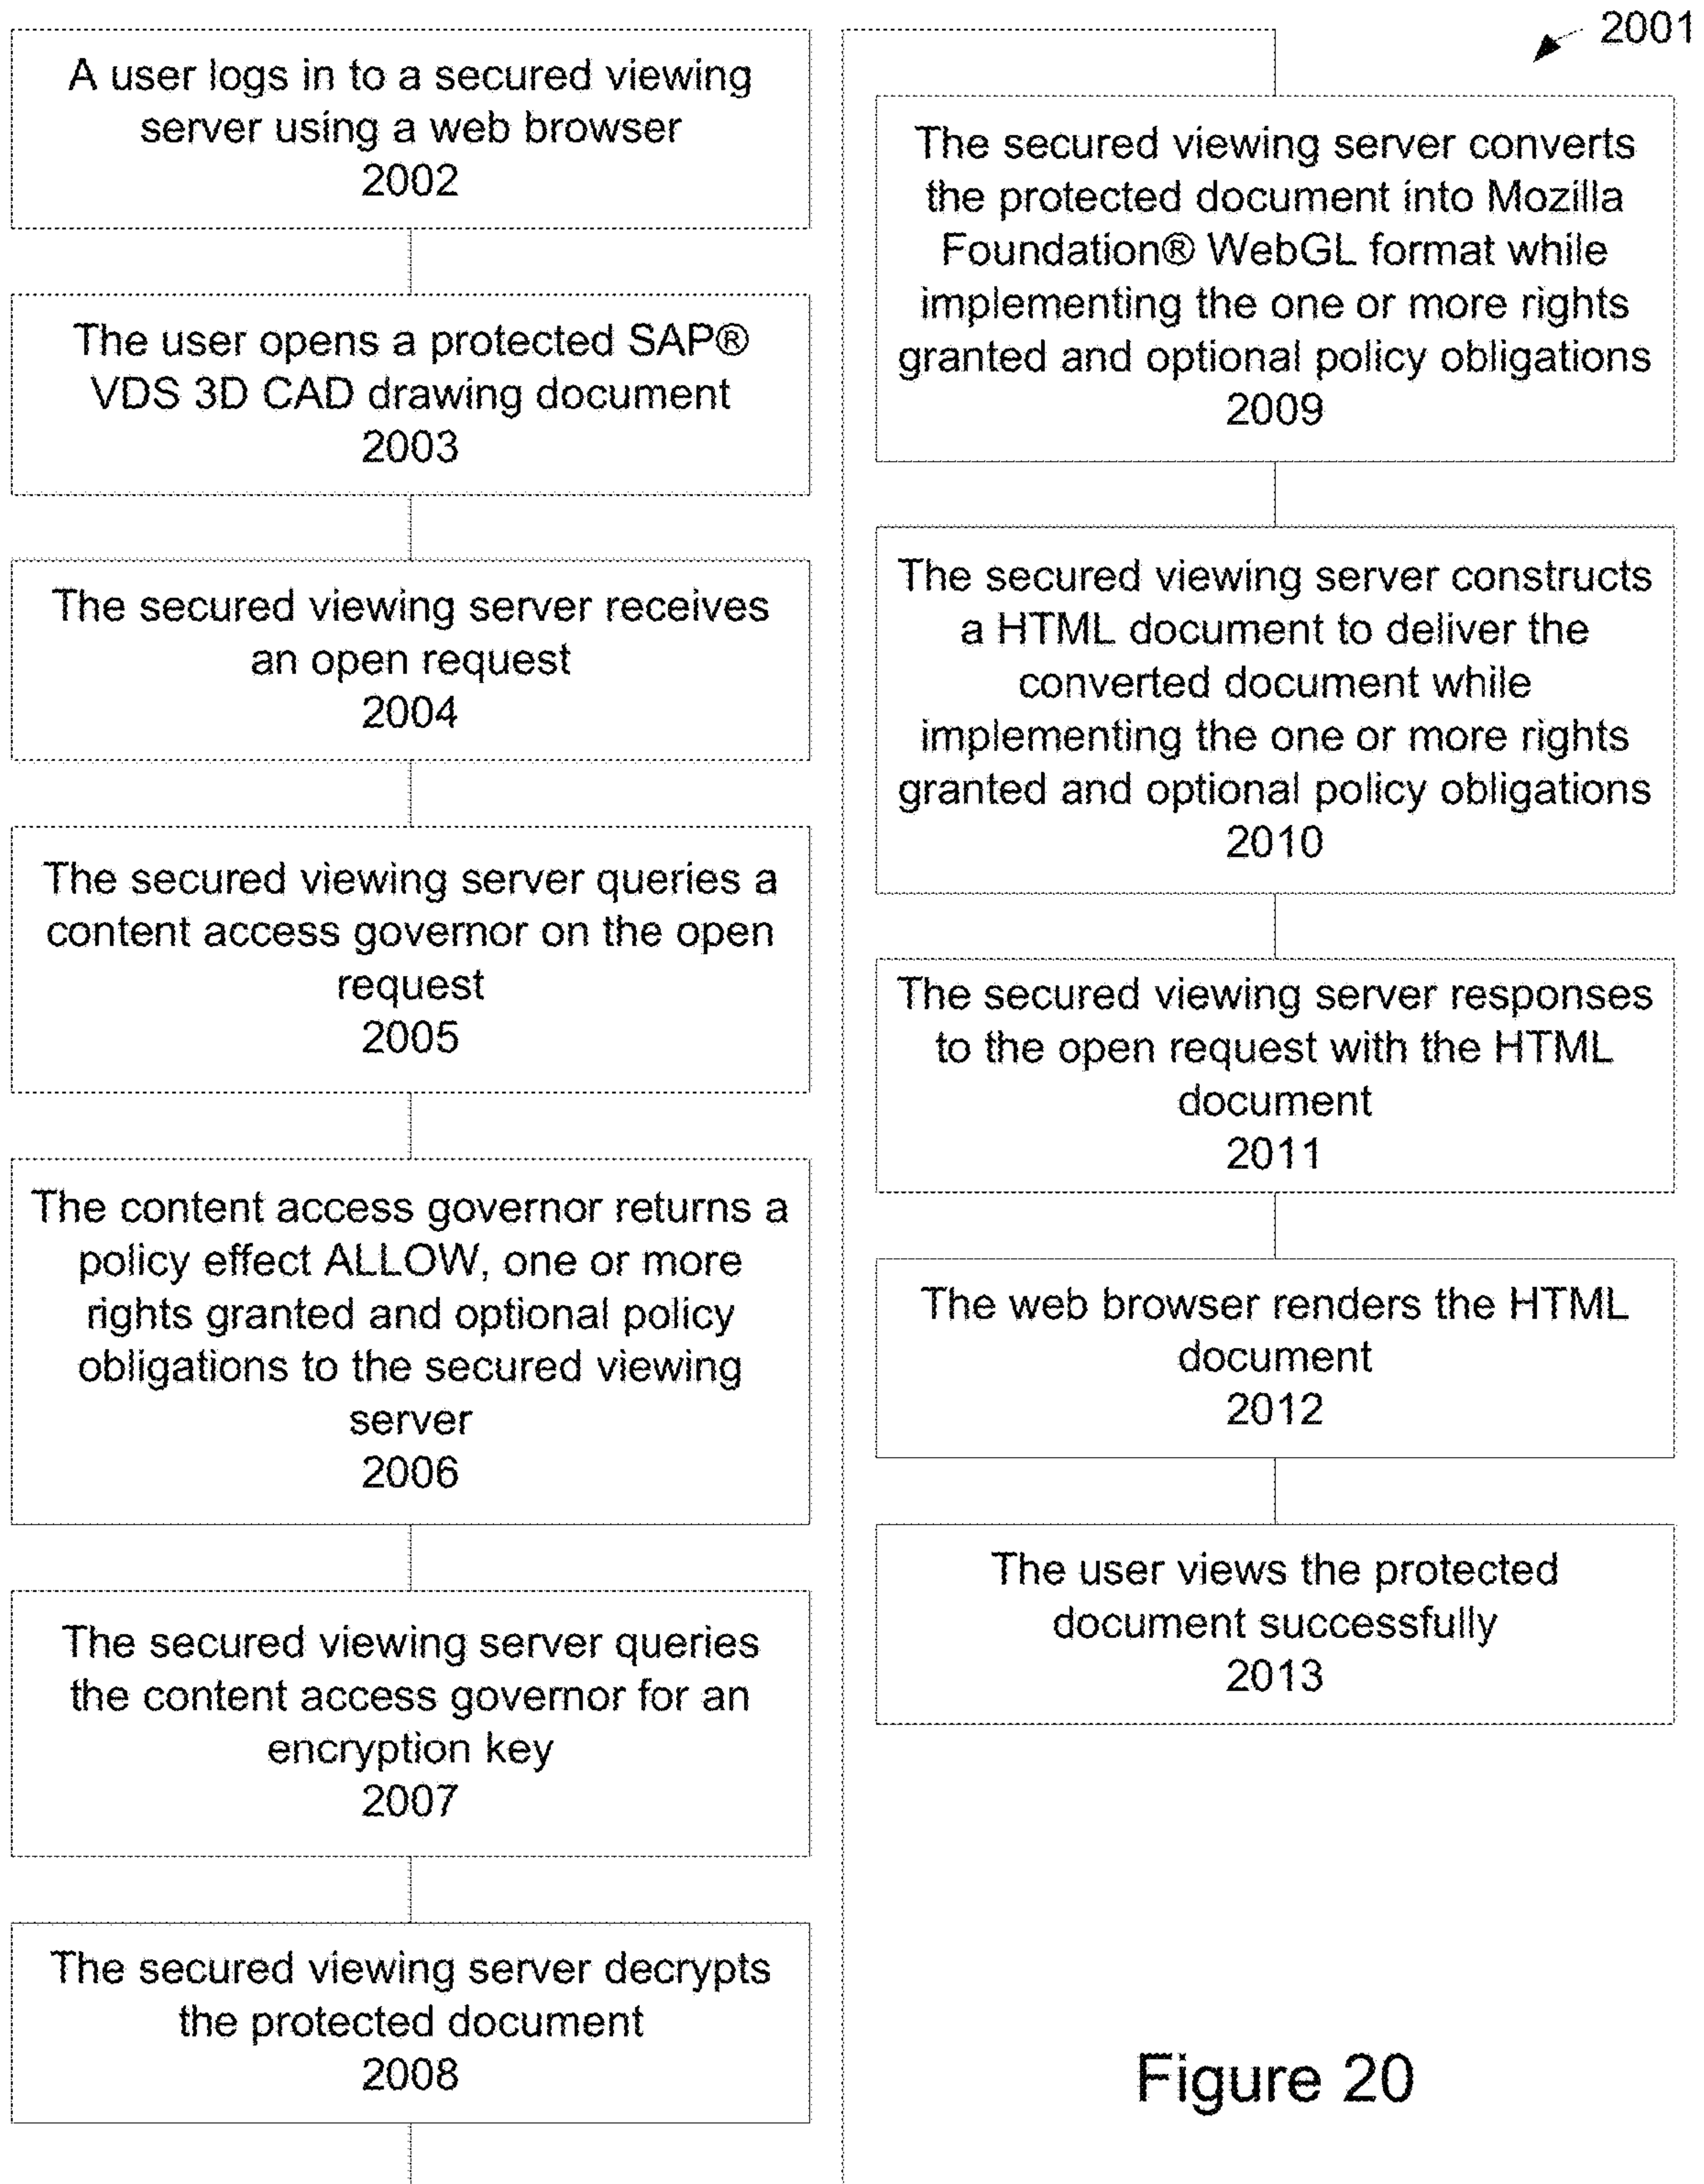 2001
A user logs in to a secured viewing
server using a web browser
2002
The user opens a protected SAP®
VDS 3D CAD drawing document
2003
The secured viewing server receives
an open request
2004
The secured viewing server queries a
content access governor on the open
request
2005
The content access governor returns a
policy effect ALLOW, one or more
rights granted and optional policy
obligations to the secured viewing
server
2006
The secured viewing server queries
the content access governor for an
encryption key
2007
The secured viewing server decrypts
the protected document
2008
The secured viewing server converts
the protected document into Mozilla
Foundation® WebGL format while
implementing the one or more rights
granted and optional policy obligations
2009
The secured viewing server constructs
a HTML document to deliver the
converted document while
implementing the one or more rights
granted and optional policy obligations
2010
The secured viewing server responses
to the open request with the HTML
document
2011
The web browser renders the HTML
document
2012
The user views the protected
document successfully
2013
Figure 20